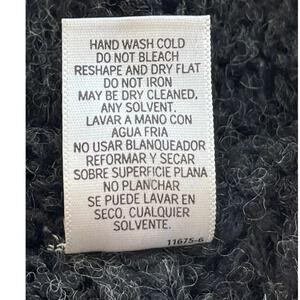 HAND WASH COLD
DO NOT BLEACH
RESHAPE AND DRY FLAT
DO NOT IRON
MAY BE DRY CLEANED,
ANY SOLVENT.
LAVAR A MANO CON
AGUA FRIA
NO USAR BLANQUEADOR
REFORMAR Y SECAR
SOBRE SUPERFICIE PLANA
NO PLANCHAR
SE PUEDE LAVAR EN
SECO, CUALQUIER
SOLVENTE.
11675-6